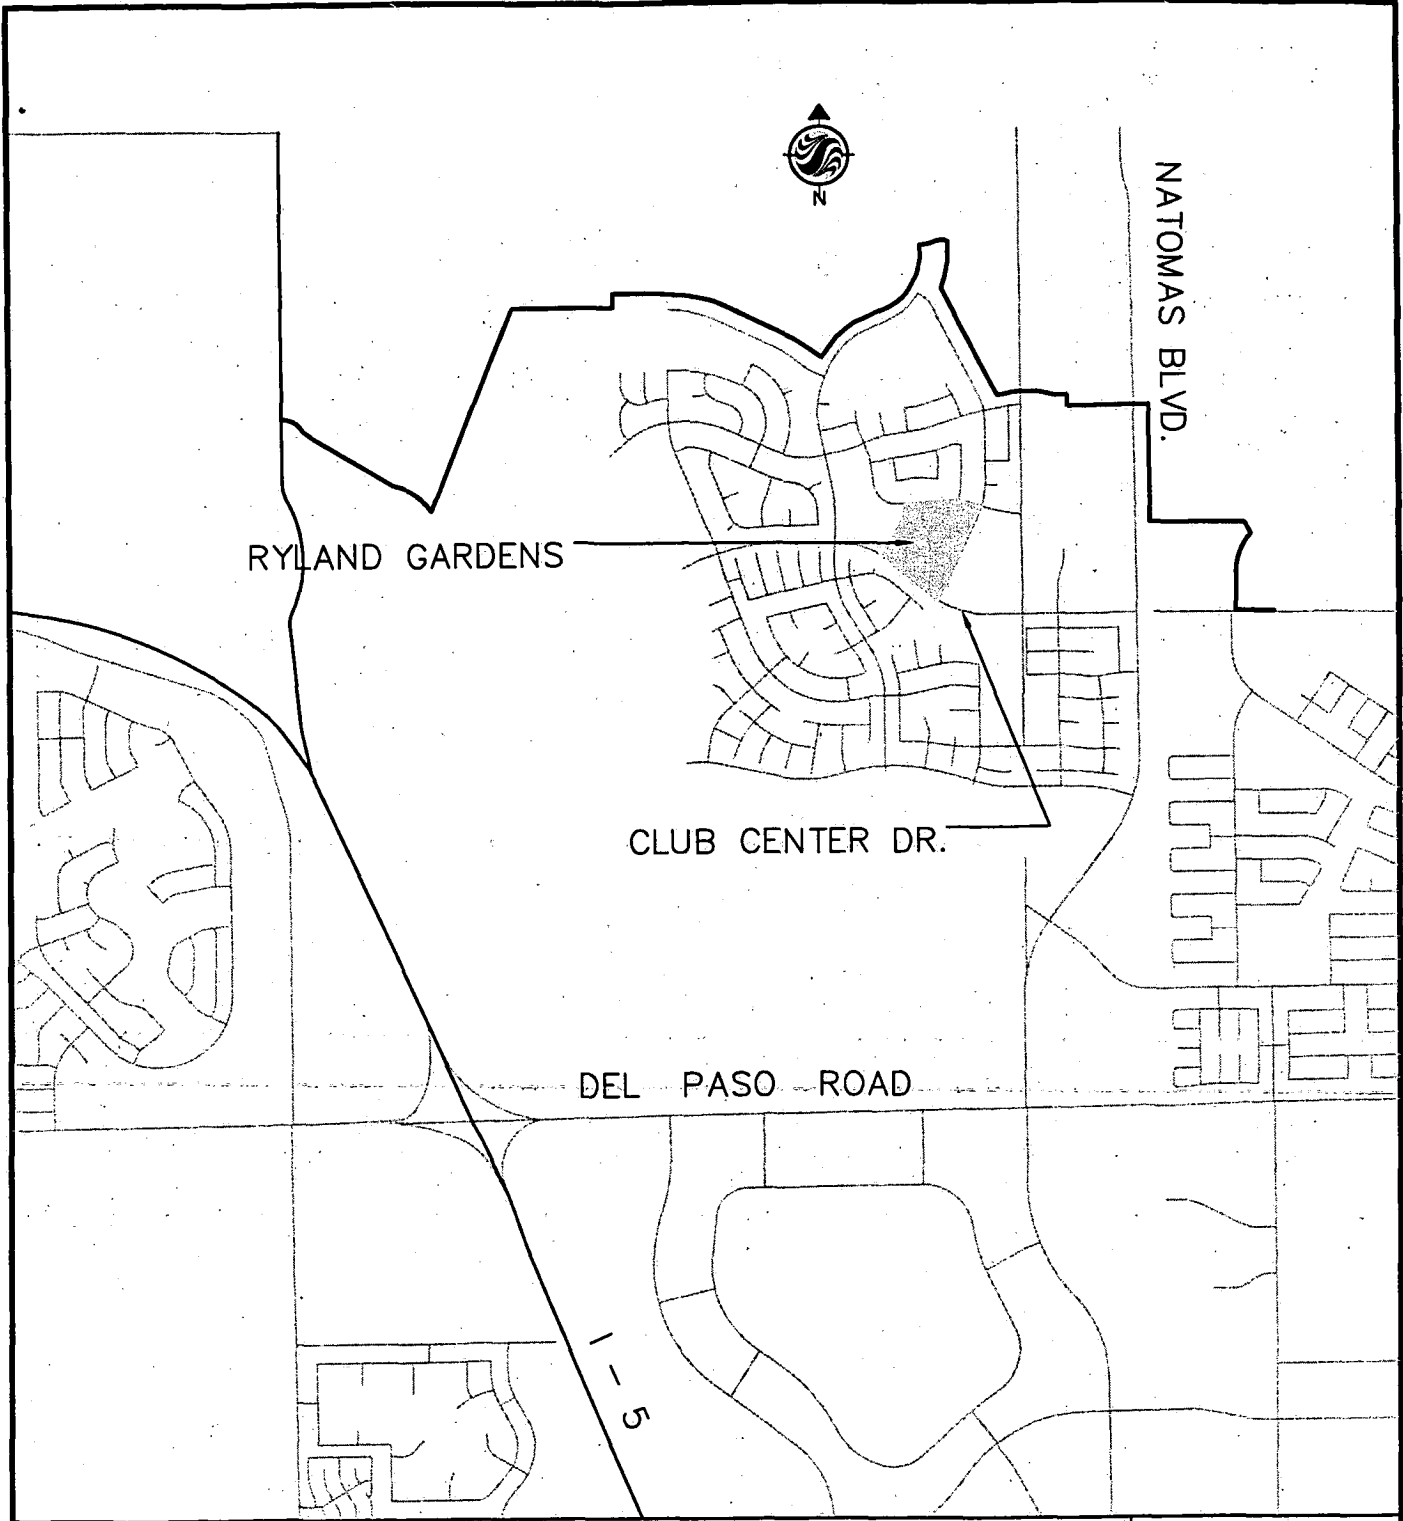 N
NATOMAS BLVD.
RYLAND GARDENS
CLUB CENTER DR.
DEL PASO ROAD
I-5